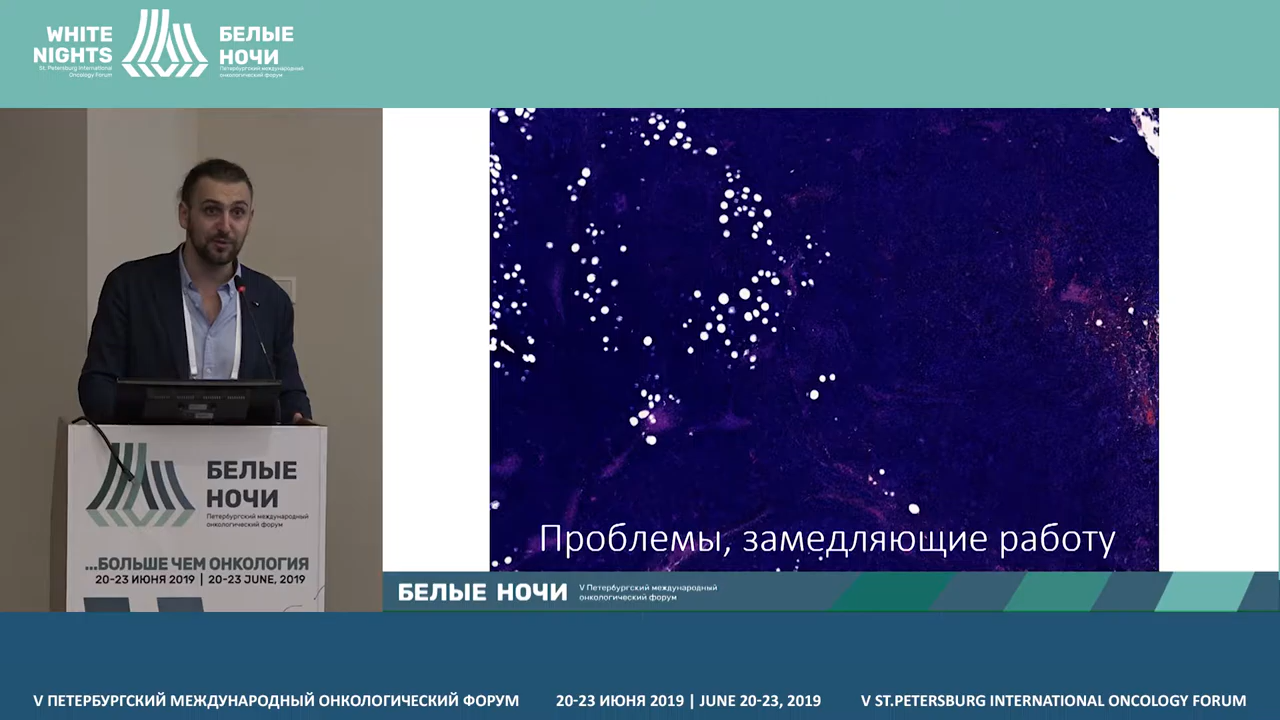 WHITE
NIGHTS
St. Petersburg International
Oncology Forum
БЕЛЫЕ
НОЧИ
Петербургский международный
онкологический форум
БЕЛЫЕ
НОЧИ
Петербургский международный
онкологический форум
...БОЛЬШЕ ЧЕМ ОНКОЛОГИЯ
20-23 ИЮНЯ 2019 | 20-23 JUNE, 2019
Проблемы, замедляющие работу
БЕЛЫЕ НОЧИ
V Петербургский международный
онкологический форум
V ПЕТЕРБУРГСКИЙ МЕЖДУНАРОДНЫЙ ОНКОЛОГИЧЕСКИЙ ФОРУМ
20-23 ИЮНЯ 2019 | JUNE 20-23, 2019
V ST.PETERSBURG INTERNATIONAL ONCOLOGY FORUM